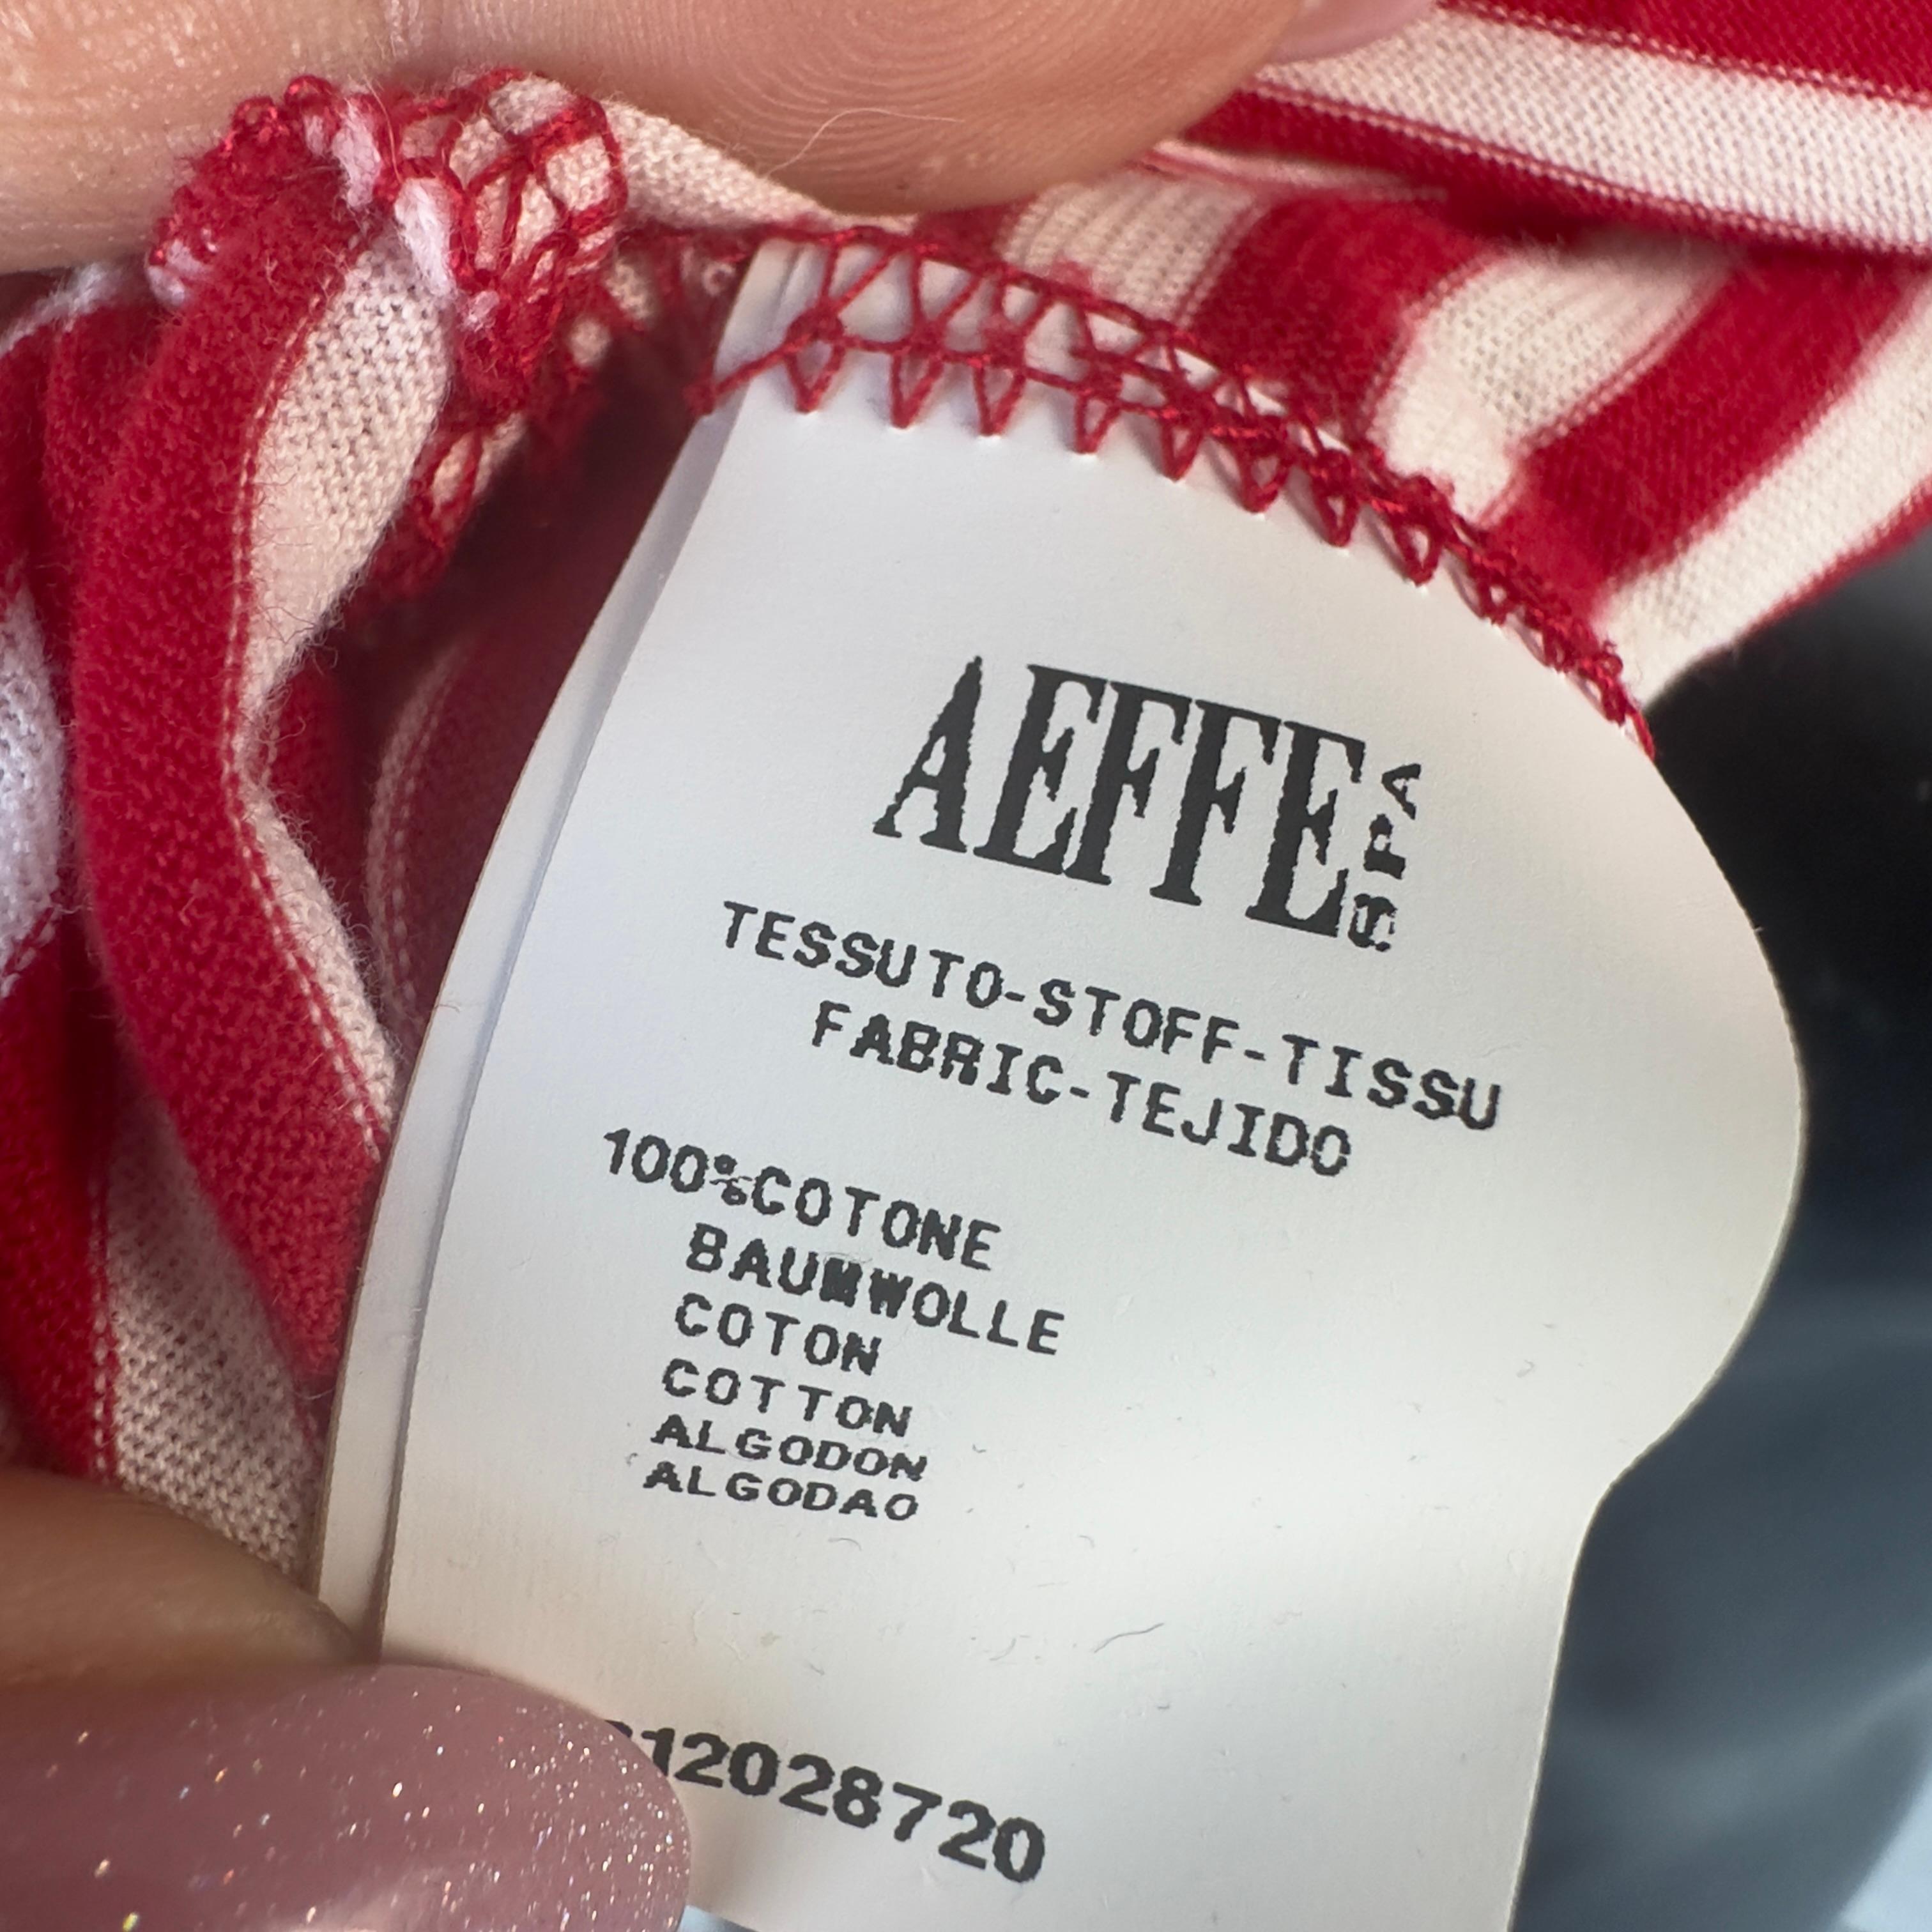 AEFFE SPA
TESSUTO-STOFF-TISSU
FABRIC-TEJIDO
100%COTONE
BAUMWOLLE
COTON
COTTON
ALGODON
ALGODAO
12028720